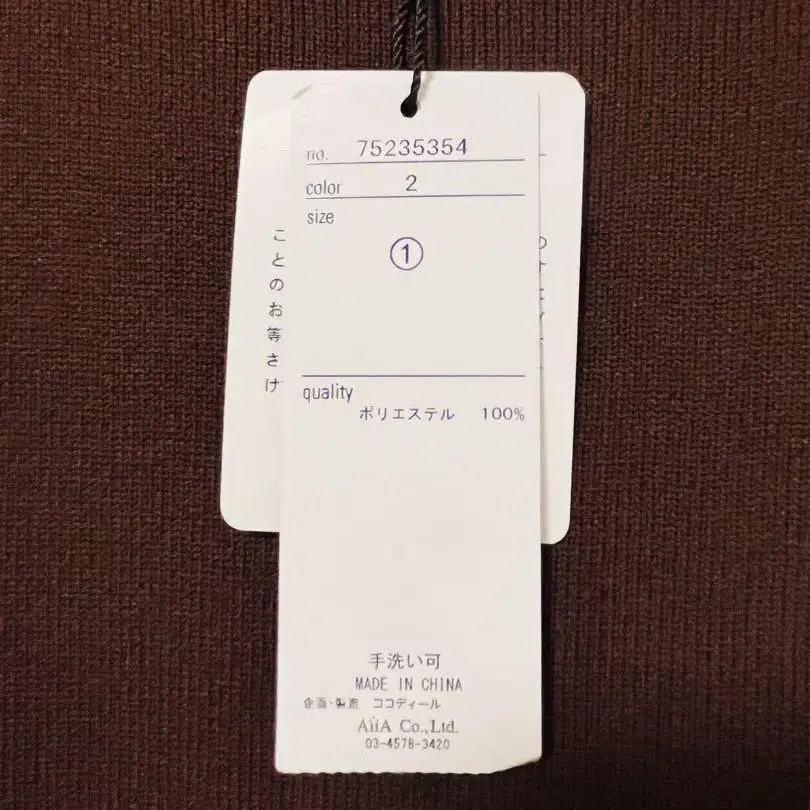 no. 75235354
color 2
size
①
quality
ポリエステル 100%
手洗い可
MADE IN CHINA
企画・製造 ココディール
AiiA Co.,Ltd.
03-4578-3420
ことのお等さけ